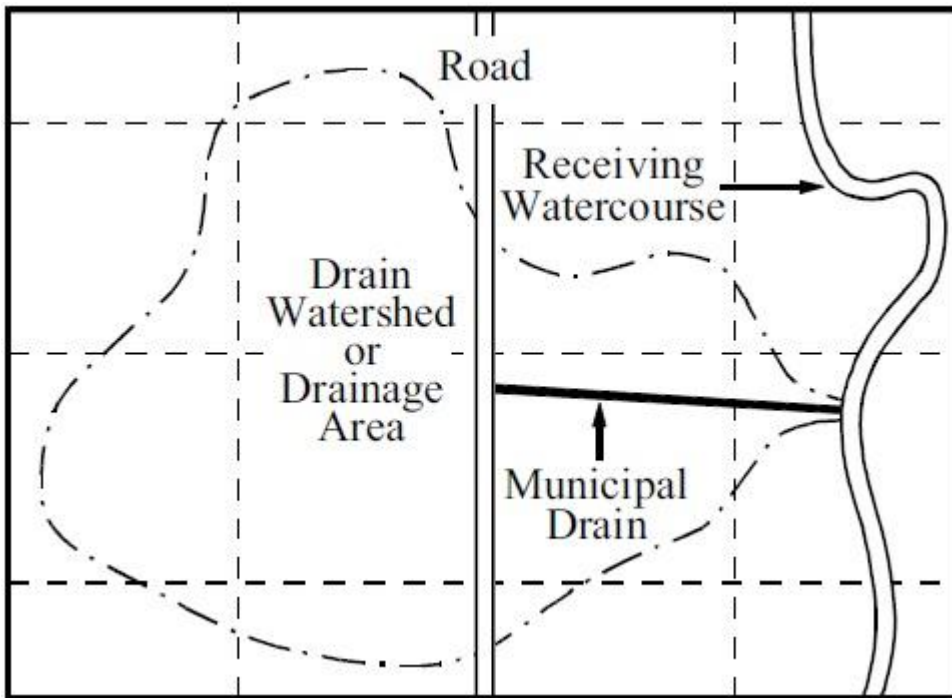 Road
Receiving
Watercourse
Drain
Watershed
or
Drainage
Area
Municipal
Drain